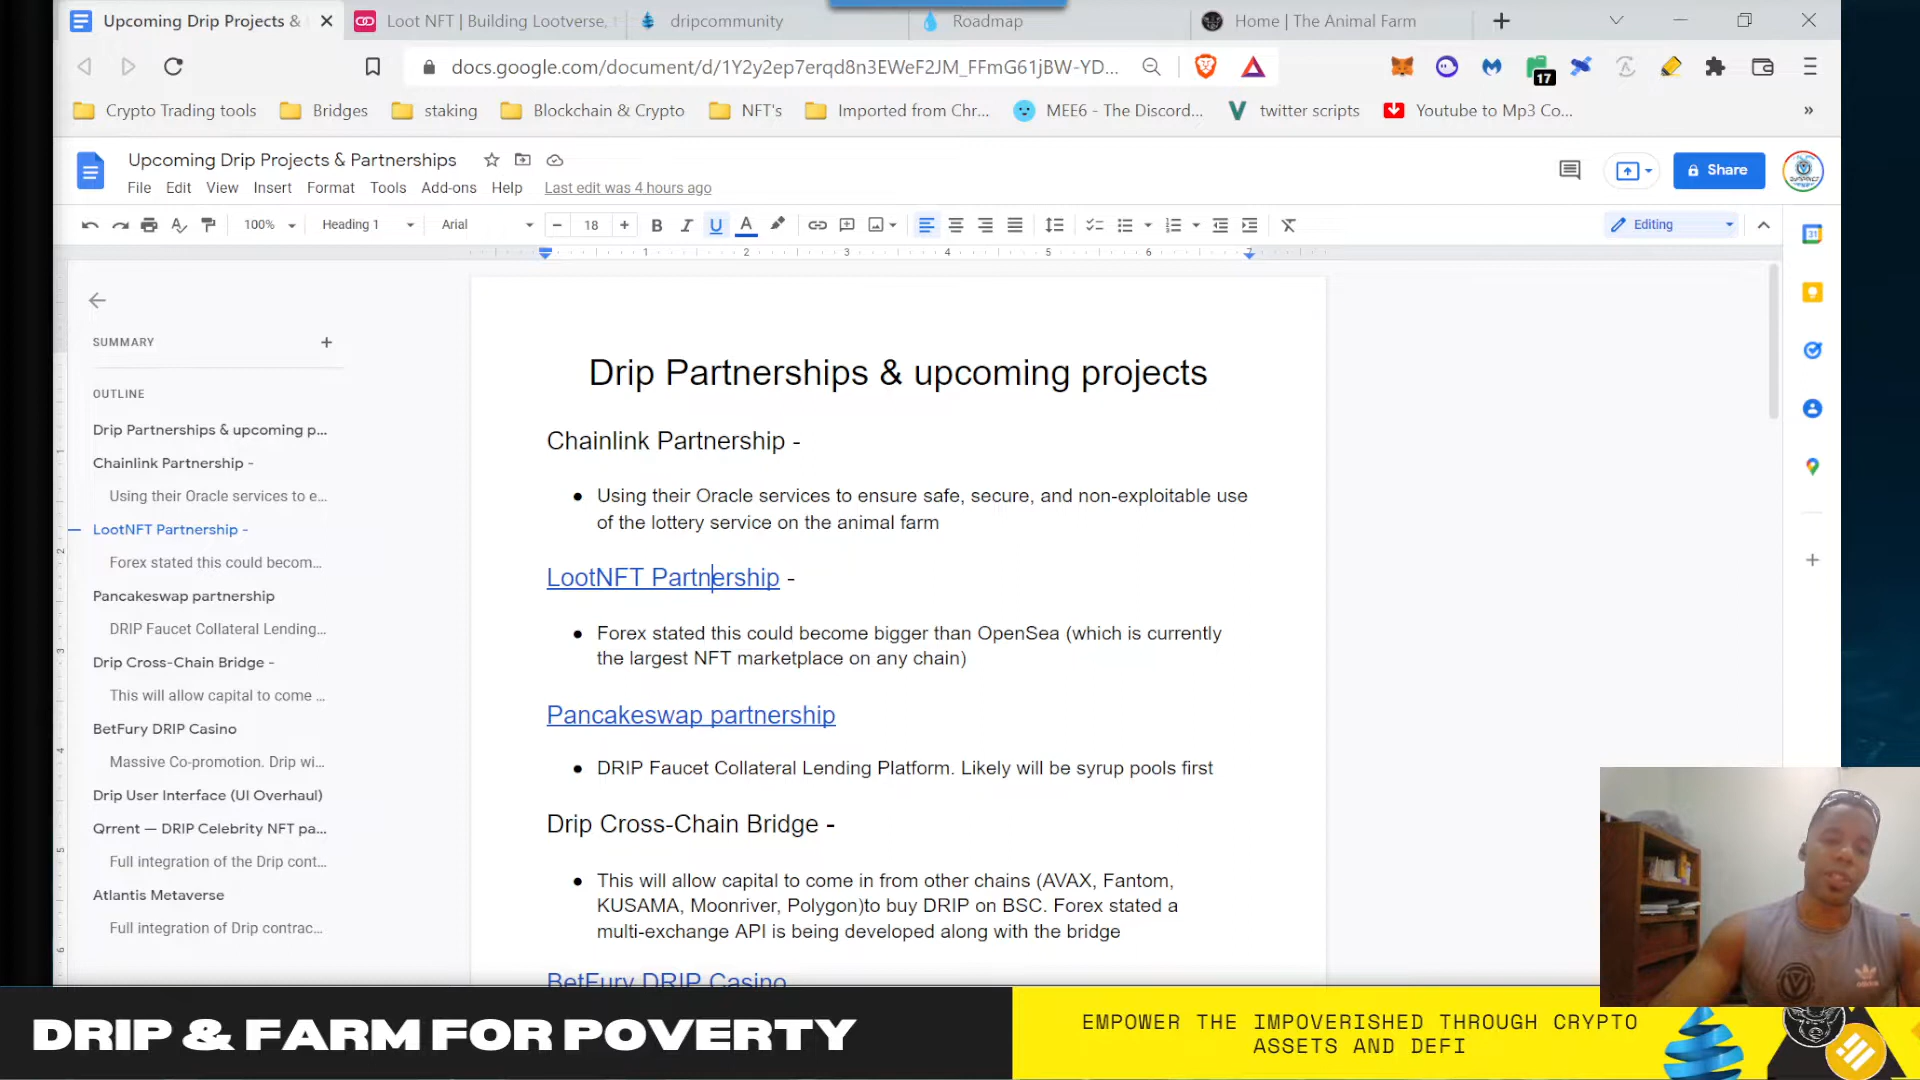 Upcoming Drip Projects &
Loot NFT | Building Lootverse,
dripcommunity
Roadmap
Home | The Animal Farm
docs.google.com/document/d/1Y2y2ep7erqd8n3EWeF2JM_FFmG61jBW-YD...
17
Crypto Trading tools
Bridges
staking
Blockchain & Crypto
NFT's
Imported from Chr...
MEE6 - The Discord...
twitter scripts
Youtube to Mp3 Co...
»
Upcoming Drip Projects & Partnerships
File Edit View Insert Format Tools Add-ons Help Last edit was 4 hours ago
Share
100% Heading 1 Arial 18 B I U A Editing
1 2 3 4 5 6 7
SUMMARY
OUTLINE
Drip Partnerships & upcoming p...
Chainlink Partnership -
Using their Oracle services to e...
LootNFT Partnership -
Forex stated this could becom...
Pancakeswap partnership
DRIP Faucet Collateral Lending...
Drip Cross-Chain Bridge -
This will allow capital to come ...
BetFury DRIP Casino
Massive Co-promotion. Drip wi...
Drip User Interface (UI Overhaul)
Qrrent — DRIP Celebrity NFT pa...
Full integration of the Drip cont...
Atlantis Metaverse
Full integration of Drip contrac...
Drip Partnerships & upcoming projects
Chainlink Partnership -
● Using their Oracle services to ensure safe, secure, and non-exploitable use
of the lottery service on the animal farm
LootNFT Partnership -
● Forex stated this could become bigger than OpenSea (which is currently
the largest NFT marketplace on any chain)
Pancakeswap partnership
● DRIP Faucet Collateral Lending Platform. Likely will be syrup pools first
Drip Cross-Chain Bridge -
● This will allow capital to come in from other chains (AVAX, Fantom,
KUSAMA, Moonriver, Polygon)to buy DRIP on BSC. Forex stated a
multi-exchange API is being developed along with the bridge
BetFury DRIP Casino
DRIP & FARM FOR POVERTY
EMPOWER THE IMPOVERISHED THROUGH CRYPTO
ASSETS AND DEFI